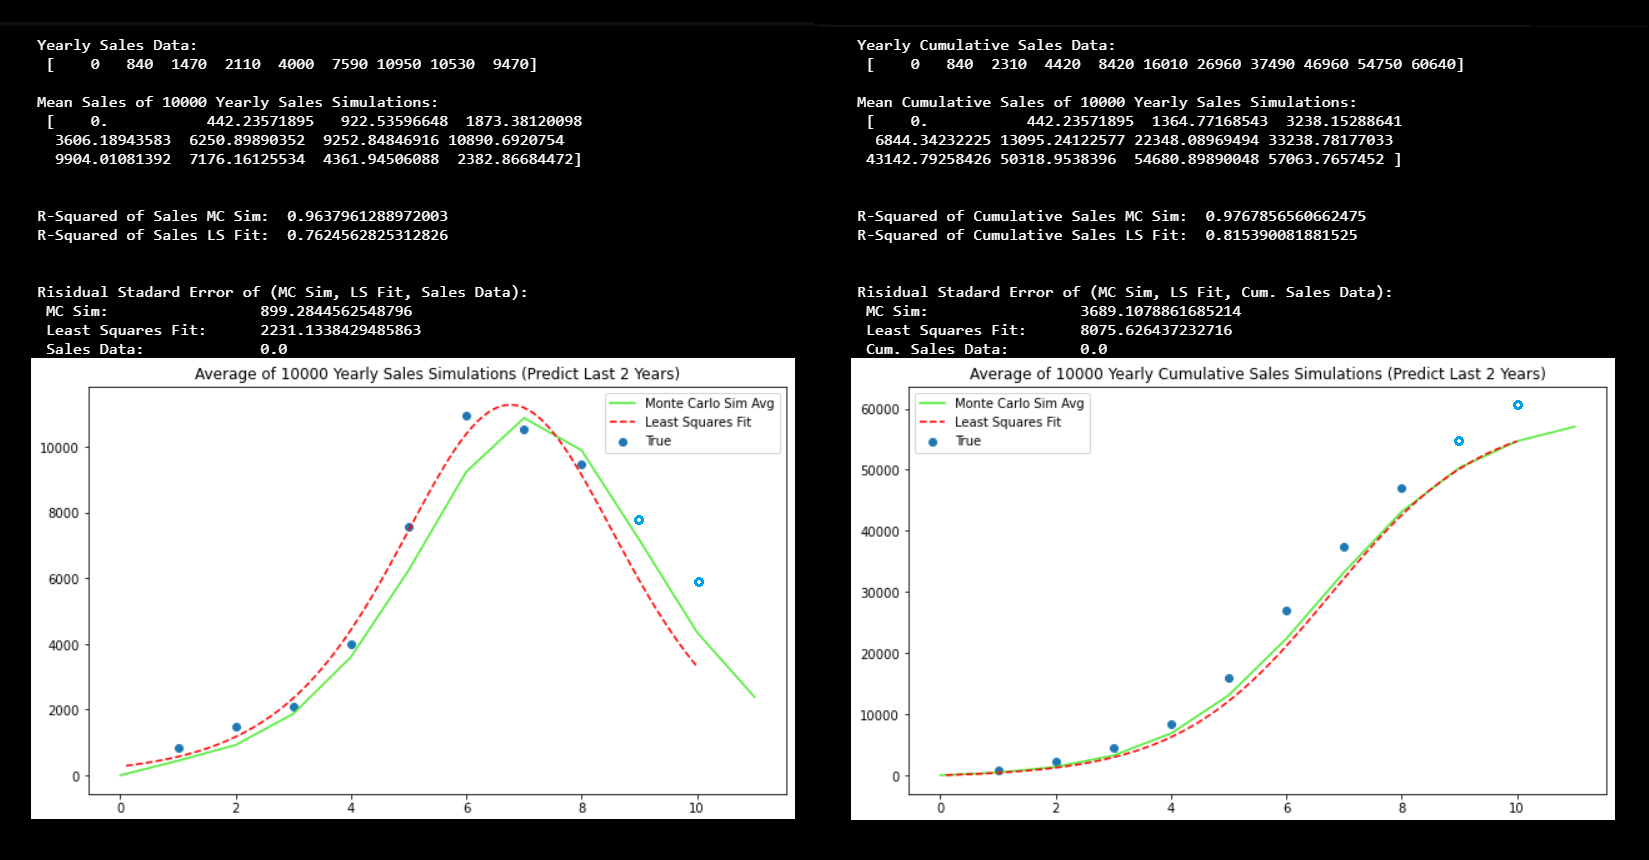 Yearly Sales Data:
[    0   840  1470  2110  4000  7590 10950 10530  9470]
Mean Sales of 10000 Yearly Sales Simulations:
[    0.           442.23571895   922.53596648  1873.38120098
3606.18943583  6250.89890352  9252.84846916 10890.6920754
9904.01081392  7176.16125534  4361.94506088  2382.86684472]
R-Squared of Sales MC Sim:  0.9637961288972003
R-Squared of Sales LS Fit:  0.7624562825312826
Risidual Stadard Error of (MC Sim, LS Fit, Sales Data):
MC Sim:                 899.2844562548796
Least Squares Fit:      2231.1338429485863
Sales Data:             0.0
Average of 10000 Yearly Sales Simulations (Predict Last 2 Years)
Monte Carlo Sim Avg
Least Squares Fit
True
10000
8000
6000
4000
2000
0
0 2 4 6 8 10
Yearly Cumulative Sales Data:
[    0   840  2310  4420  8420 16010 26960 37490 46960 54750 60640]
Mean Cumulative Sales of 10000 Yearly Sales Simulations:
[    0.           442.23571895  1364.77168543  3238.15288641
6844.34232225 13095.24122577 22348.08969494 33238.78177033
43142.79258426 50318.9538396  54680.89890048 57063.7657452 ]
R-Squared of Cumulative Sales MC Sim:  0.9767856560662475
R-Squared of Cumulative Sales LS Fit:  0.815390081881525
Risidual Stadard Error of (MC Sim, LS Fit, Cum. Sales Data):
MC Sim:                 3689.1078861685214
Least Squares Fit:      8075.626437232716
Cum. Sales Data:        0.0
Average of 10000 Yearly Cumulative Sales Simulations (Predict Last 2 Years)
Monte Carlo Sim Avg
Least Squares Fit
True
60000
50000
40000
30000
20000
10000
0
0 2 4 6 8 10